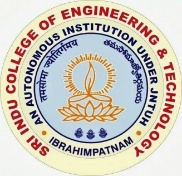 SRI INDU COLLEGE OF ENGINEERING & TECHNOLOGY
AN AUTONOMOUS INSTITUTION UNDER JNTUH
तमसोमा ज्योतिर्गमय
• IBRAHIMPATNAM •